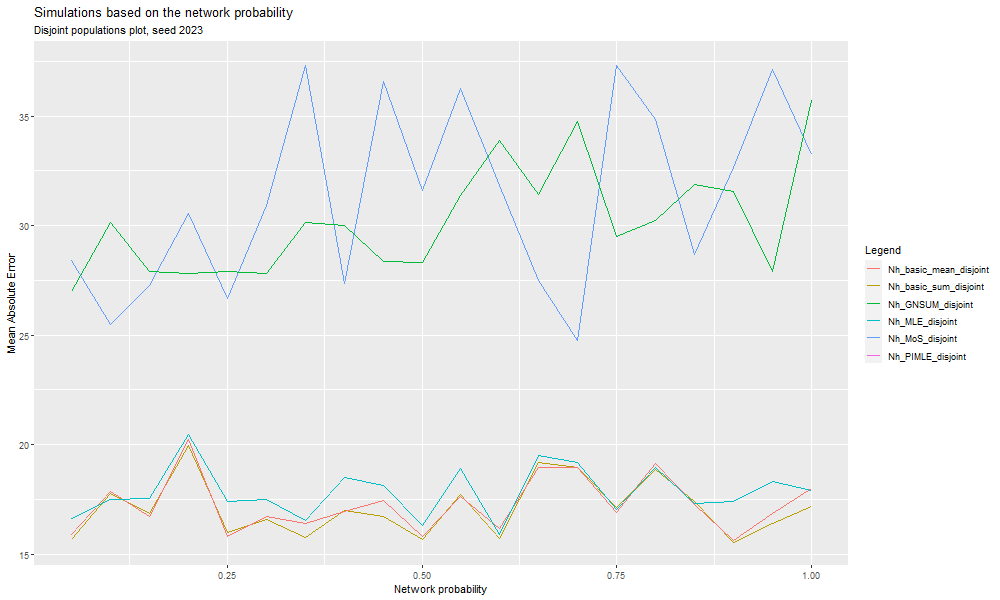 Simulations based on the network probability
Disjoint populations plot, seed 2023
35
30
25
20
15
Mean Absolute Error
0.25
0.50
0.75
1.00
Network probability
Legend
Nh_basic_mean_disjoint
Nh_basic_sum_disjoint
Nh_GNSUM_disjoint
Nh_MLE_disjoint
Nh_MoS_disjoint
Nh_PIMLE_disjoint